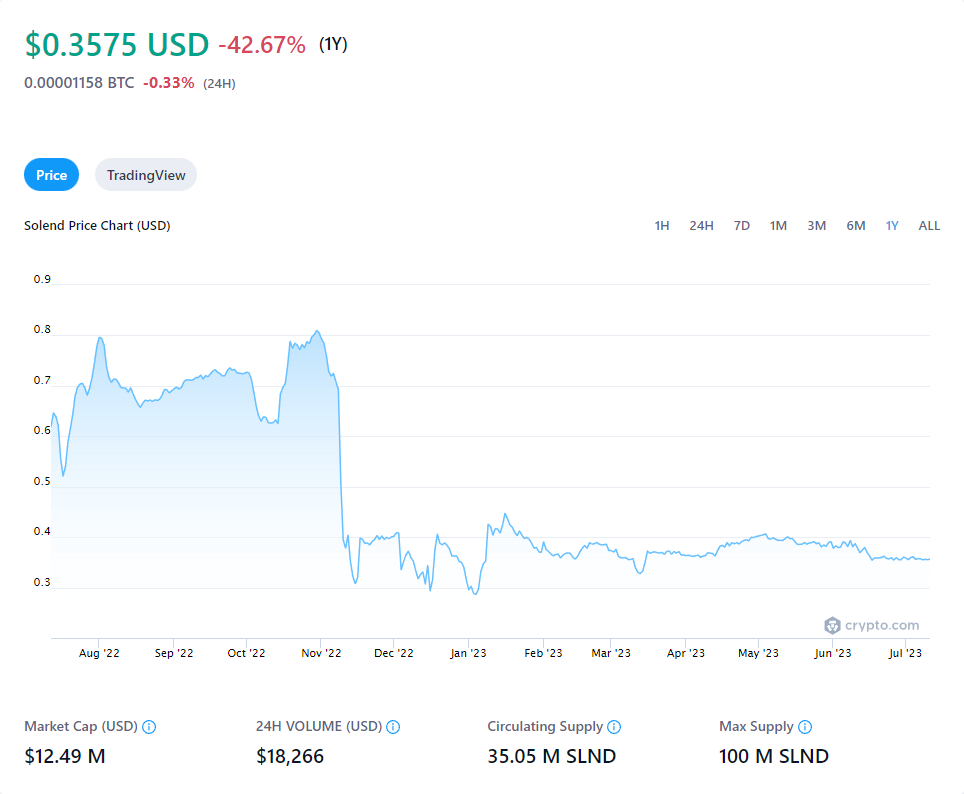 $0.3575 USD -42.67% (1Y)
0.00001158 BTC -0.33% (24H)
Price TradingView
Solend Price Chart (USD) 1H 24H 7D 1M 3M 6M 1Y ALL
0.9
0.8
0.7
0.6
0.5
0.4
0.3
crypto.com
Aug '22 Sep '22 Oct '22 Nov '22 Dec '22 Jan '23 Feb '23 Mar '23 Apr '23 May '23 Jun '23 Jul '23
Market Cap (USD) 24H VOLUME (USD) Circulating Supply Max Supply
$12.49 M $18,266 35.05 M SLND 100 M SLND